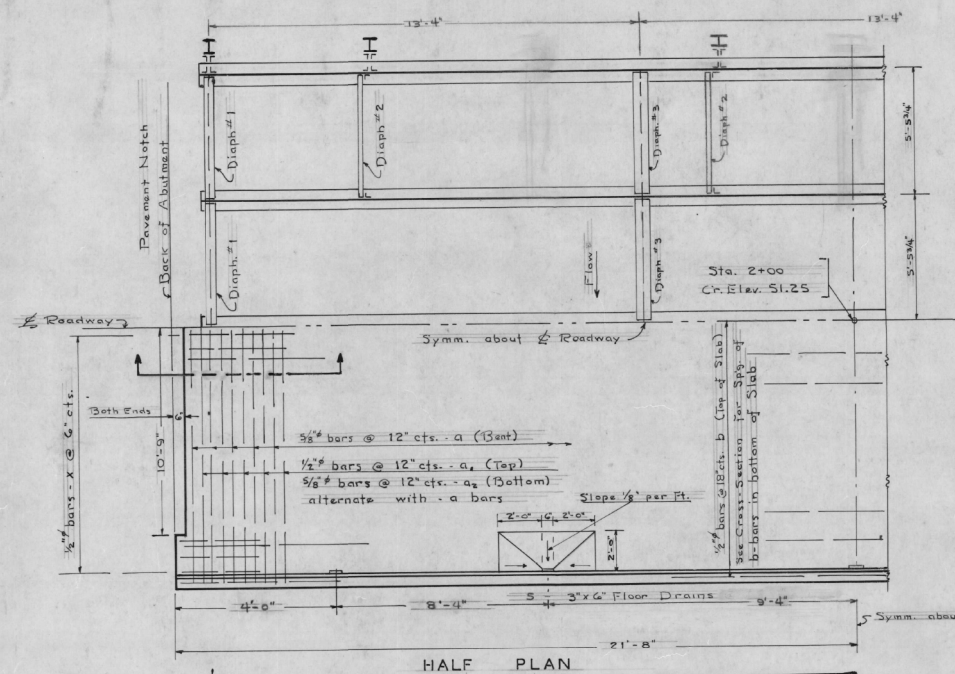 13'-4"
13'-4"
Pavement Notch
Back of Abutment
Diaph #1
Diaph #2
Diaph #3
Diaph #2
5'-5 3/4"
Diaph. #1
Flow
Diaph #3
Sta. 2+00
Cr. Elev. 51.25
5'-5 3/4"
℄ Roadway
Symm. about ℄ Roadway
1/2"ᶲ bars - X @ 6" cts.
Both Ends
6"
10'-9"
5/8"ᶲ bars @ 12" cts. - a (Bent)
1/2"ᶲ bars @ 12" cts. - a₁ (Top)
5/8"ᶲ bars @ 12" cts. - a₂ (Bottom)
alternate with - a bars
Slope 1/8" per Ft.
2'-0" 6" 2'-0"
2'-0"
1/2"ᶲ bars @ 18" cts. b (Top of Slab)
See Cross-Section for Spg. of
b-bars in bottom of Slab
4'-0"
8'-4"
5 - 3"x6" Floor Drains
9'-4"
Symm. abou
21'-8"
HALF PLAN